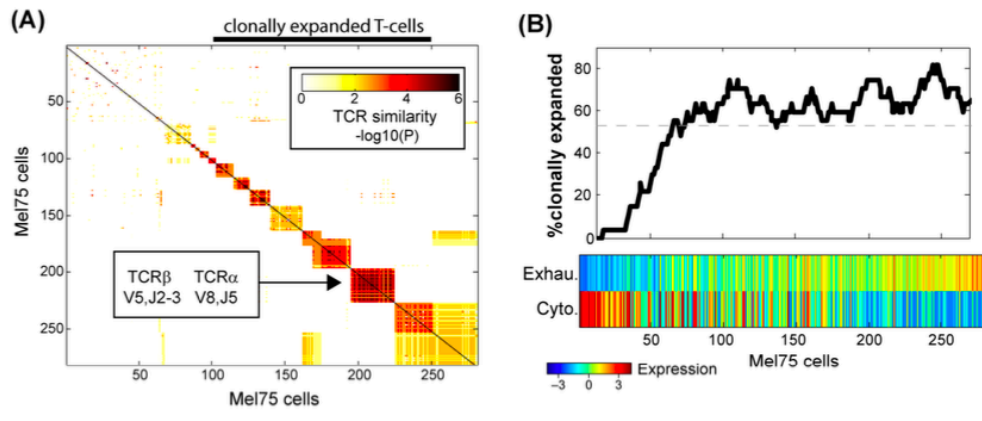 (A)
clonally expanded T-cells
0 2 4 6
TCR similarity
-log10(P)
50
100
150
200
250
Mel75 cells
TCRβ TCRα
V5,J2-3 V8,J5
50 100 150 200 250
Mel75 cells
(B)
80
60
40
20
0
%clonally expanded
Exhau.
Cyto.
50 100 150 200 250
Mel75 cells
-3 0 3 Expression